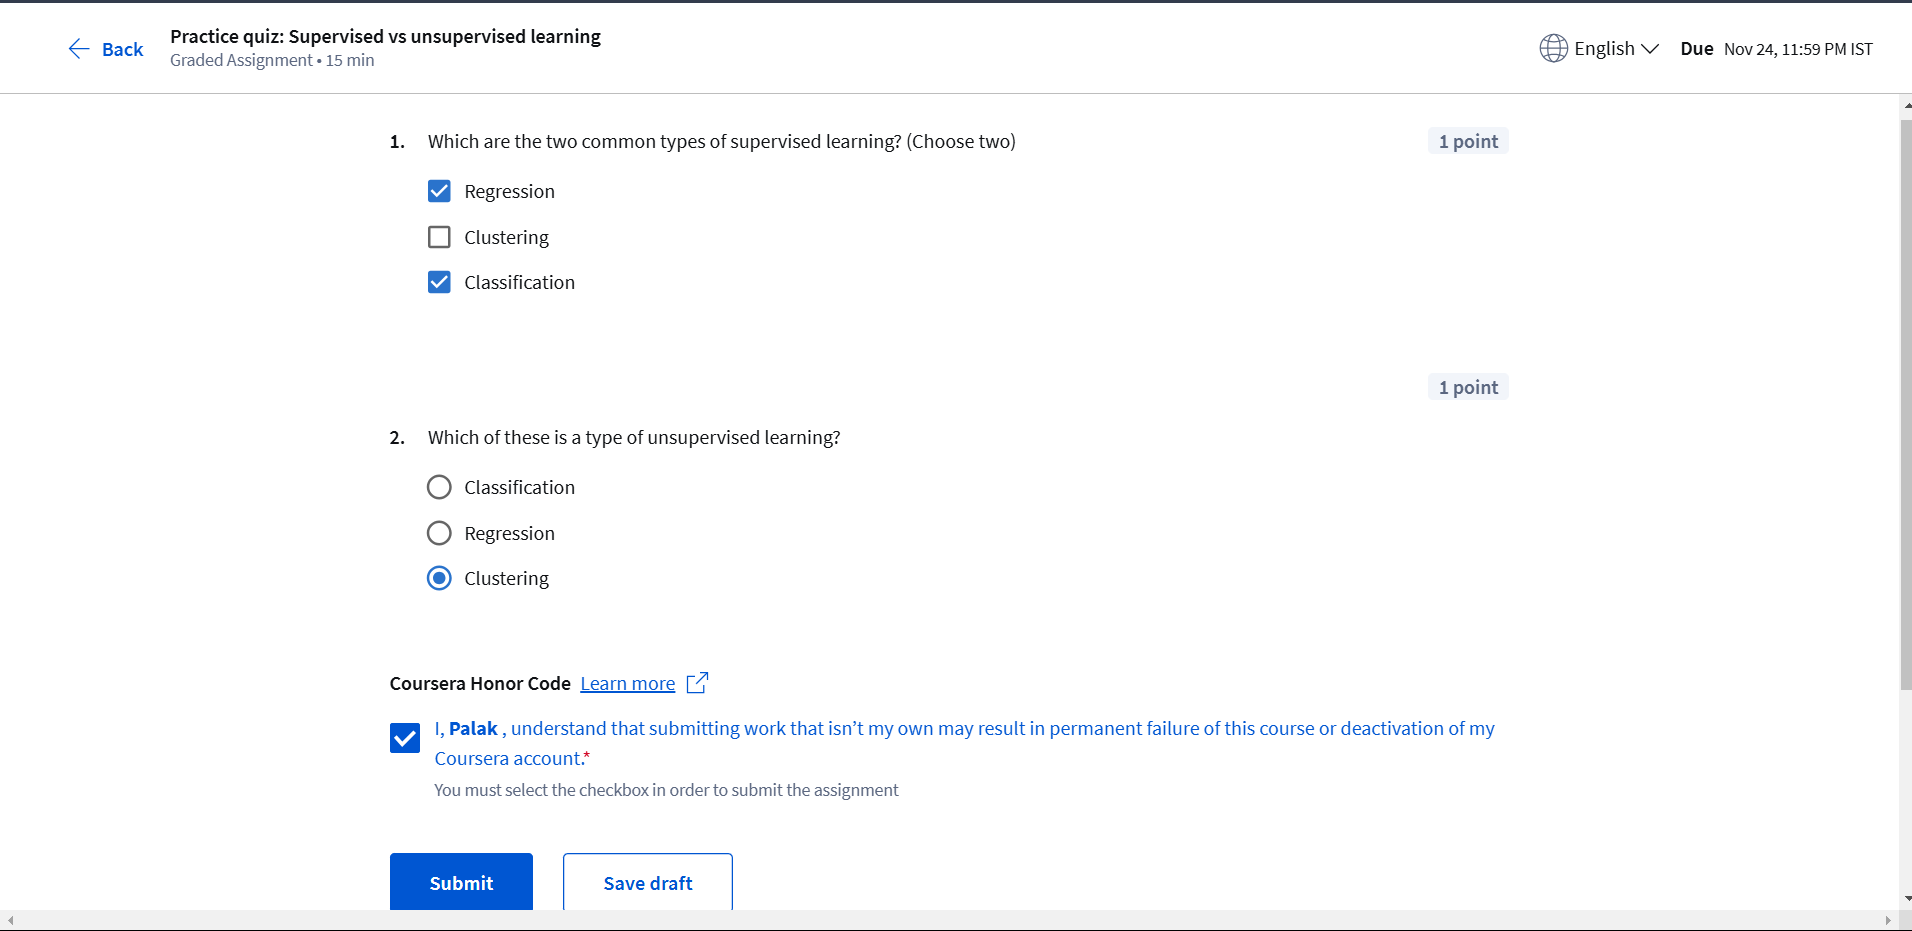 Back
Practice quiz: Supervised vs unsupervised learning
Graded Assignment • 15 min
English
Due Nov 24, 11:59 PM IST
1. Which are the two common types of supervised learning? (Choose two)
1 point
Regression
Clustering
Classification
1 point
2. Which of these is a type of unsupervised learning?
Classification
Regression
Clustering
Coursera Honor Code Learn more
I, Palak , understand that submitting work that isn’t my own may result in permanent failure of this course or deactivation of my
Coursera account.*
You must select the checkbox in order to submit the assignment
Submit
Save draft